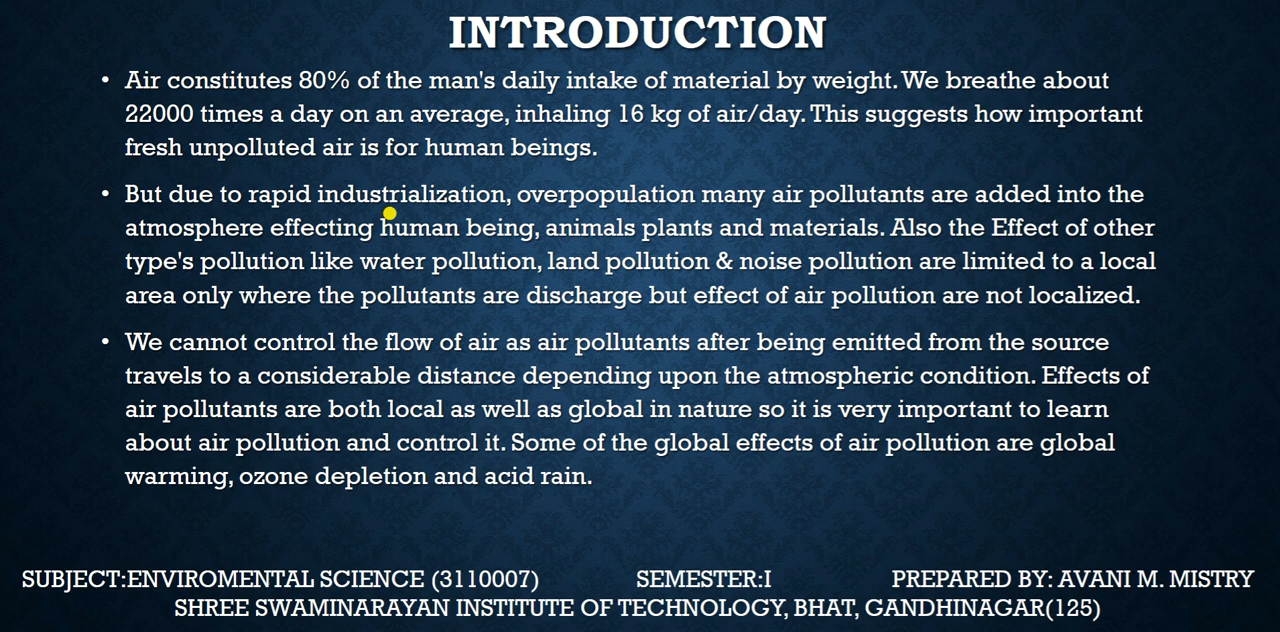 INTRODUCTION
• Air constitutes 80% of the man's daily intake of material by weight. We breathe about
22000 times a day on an average, inhaling 16 kg of air/day. This suggests how important
fresh unpolluted air is for human beings.
• But due to rapid industrialization, overpopulation many air pollutants are added into the
atmosphere effecting human being, animals plants and materials. Also the Effect of other
type's pollution like water pollution, land pollution & noise pollution are limited to a local
area only where the pollutants are discharge but effect of air pollution are not localized.
• We cannot control the flow of air as air pollutants after being emitted from the source
travels to a considerable distance depending upon the atmospheric condition. Effects of
air pollutants are both local as well as global in nature so it is very important to learn
about air pollution and control it. Some of the global effects of air pollution are global
warming, ozone depletion and acid rain.
SUBJECT:ENVIROMENTAL SCIENCE (3110007) SEMESTER:I PREPARED BY: AVANI M. MISTRY
SHREE SWAMINARAYAN INSTITUTE OF TECHNOLOGY, BHAT, GANDHINAGAR(125)